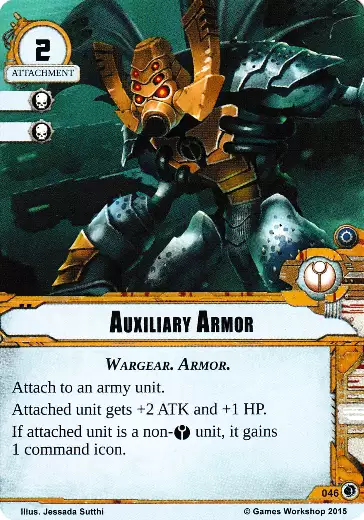 2
ATTACHMENT
AUXILIARY ARMOR
WARGEAR. ARMOR.
Attach to an army unit.
Attached unit gets +2 ATK and +1 HP.
If attached unit is a non- unit, it gains
1 command icon.
046
Illus. Jessada Sutthi
© Games Workshop 2015